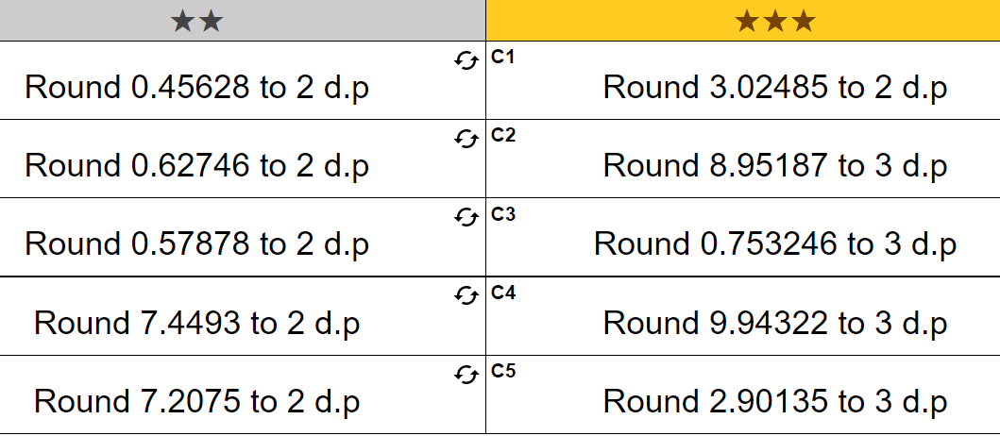 ★★ ★★★
Round 0.45628 to 2 d.p
C1
Round 3.02485 to 2 d.p
Round 0.62746 to 2 d.p
C2
Round 8.95187 to 3 d.p
Round 0.57878 to 2 d.p
C3
Round 0.753246 to 3 d.p
Round 7.4493 to 2 d.p
C4
Round 9.94322 to 3 d.p
Round 7.2075 to 2 d.p
C5
Round 2.90135 to 3 d.p